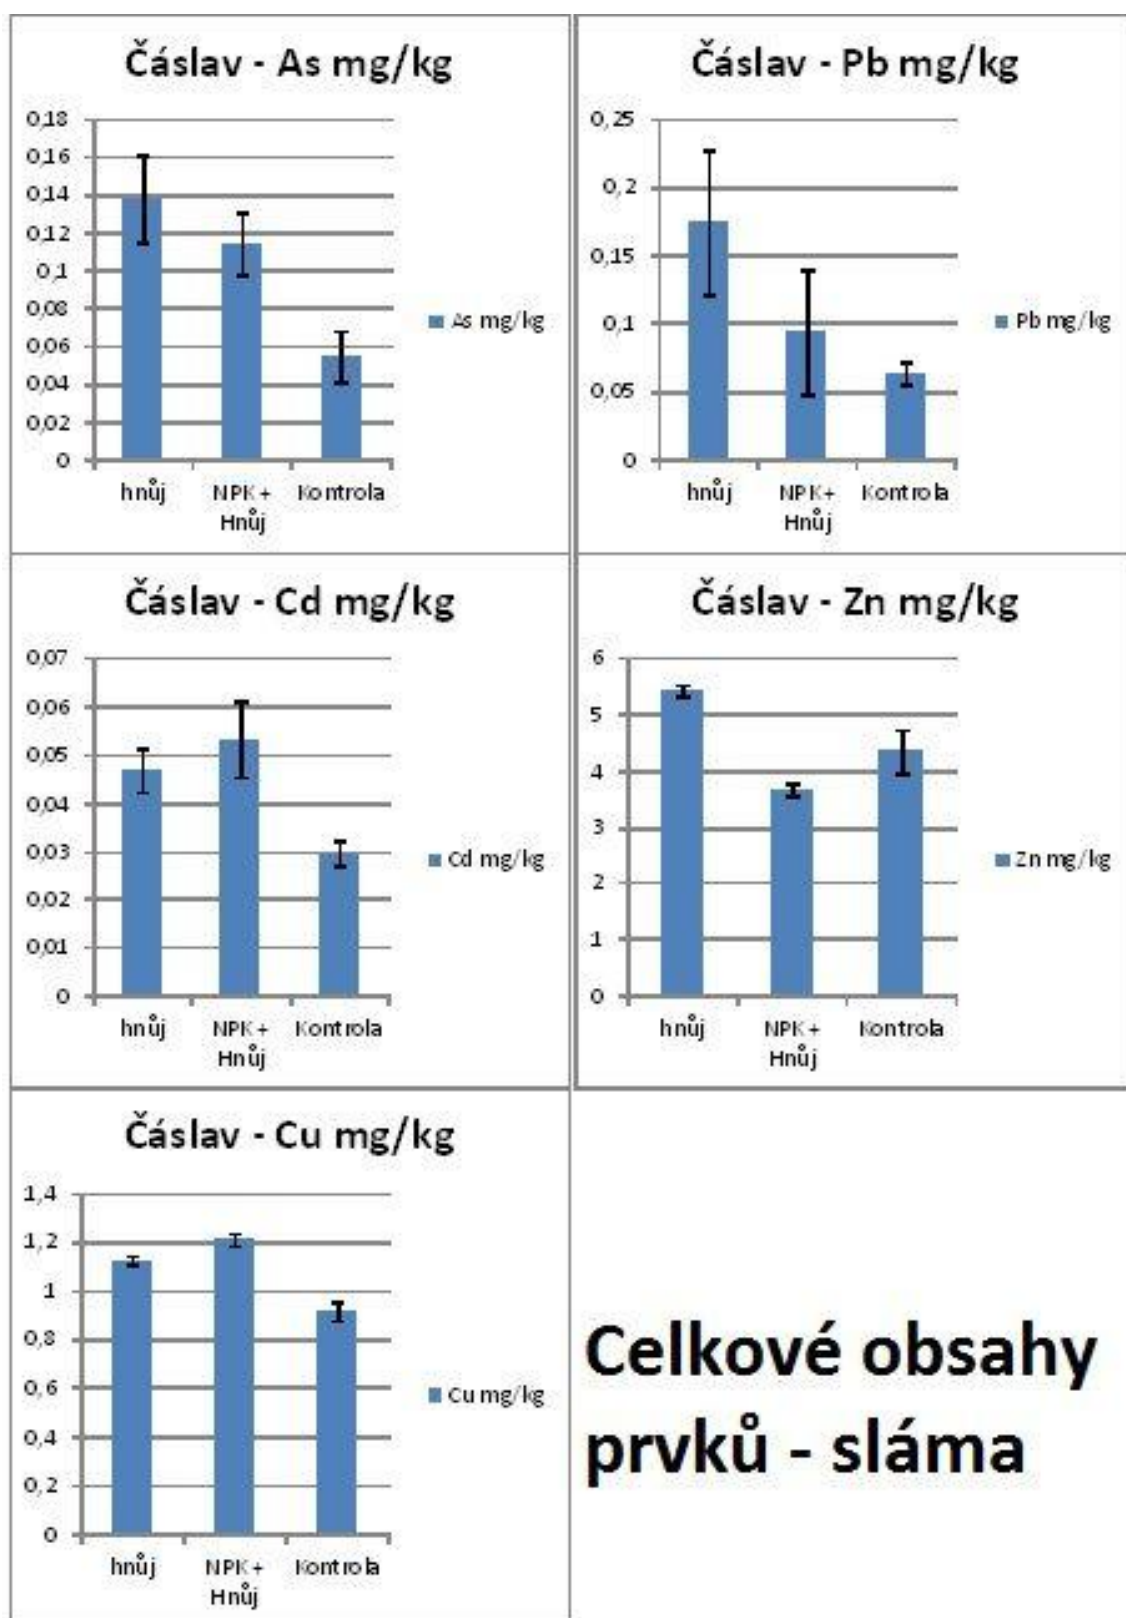 Čáslav - As mg/kg
0,18
0,16
0,14
0,12
0,1
0,08
0,06
0,04
0,02
0
hnůj
NPK +
Hnůj
Kontrola
As mg/kg
Čáslav - Pb mg/kg
0,25
0,2
0,15
0,1
0,05
0
hnůj
NPK +
Hnůj
Kontrola
Pb mg/kg
Čáslav - Cd mg/kg
0,07
0,06
0,05
0,04
0,03
0,02
0,01
0
hnůj
NPK +
Hnůj
Kontrola
Cd mg/kg
Čáslav - Zn mg/kg
6
5
4
3
2
1
0
hnůj
NPK +
Hnůj
Kontrola
Zn mg/kg
Čáslav - Cu mg/kg
1,4
1,2
1
0,8
0,6
0,4
0,2
0
hnůj
NPK +
Hnůj
Kontrola
Cu mg/kg
Celkové obsahy
prvků - sláma